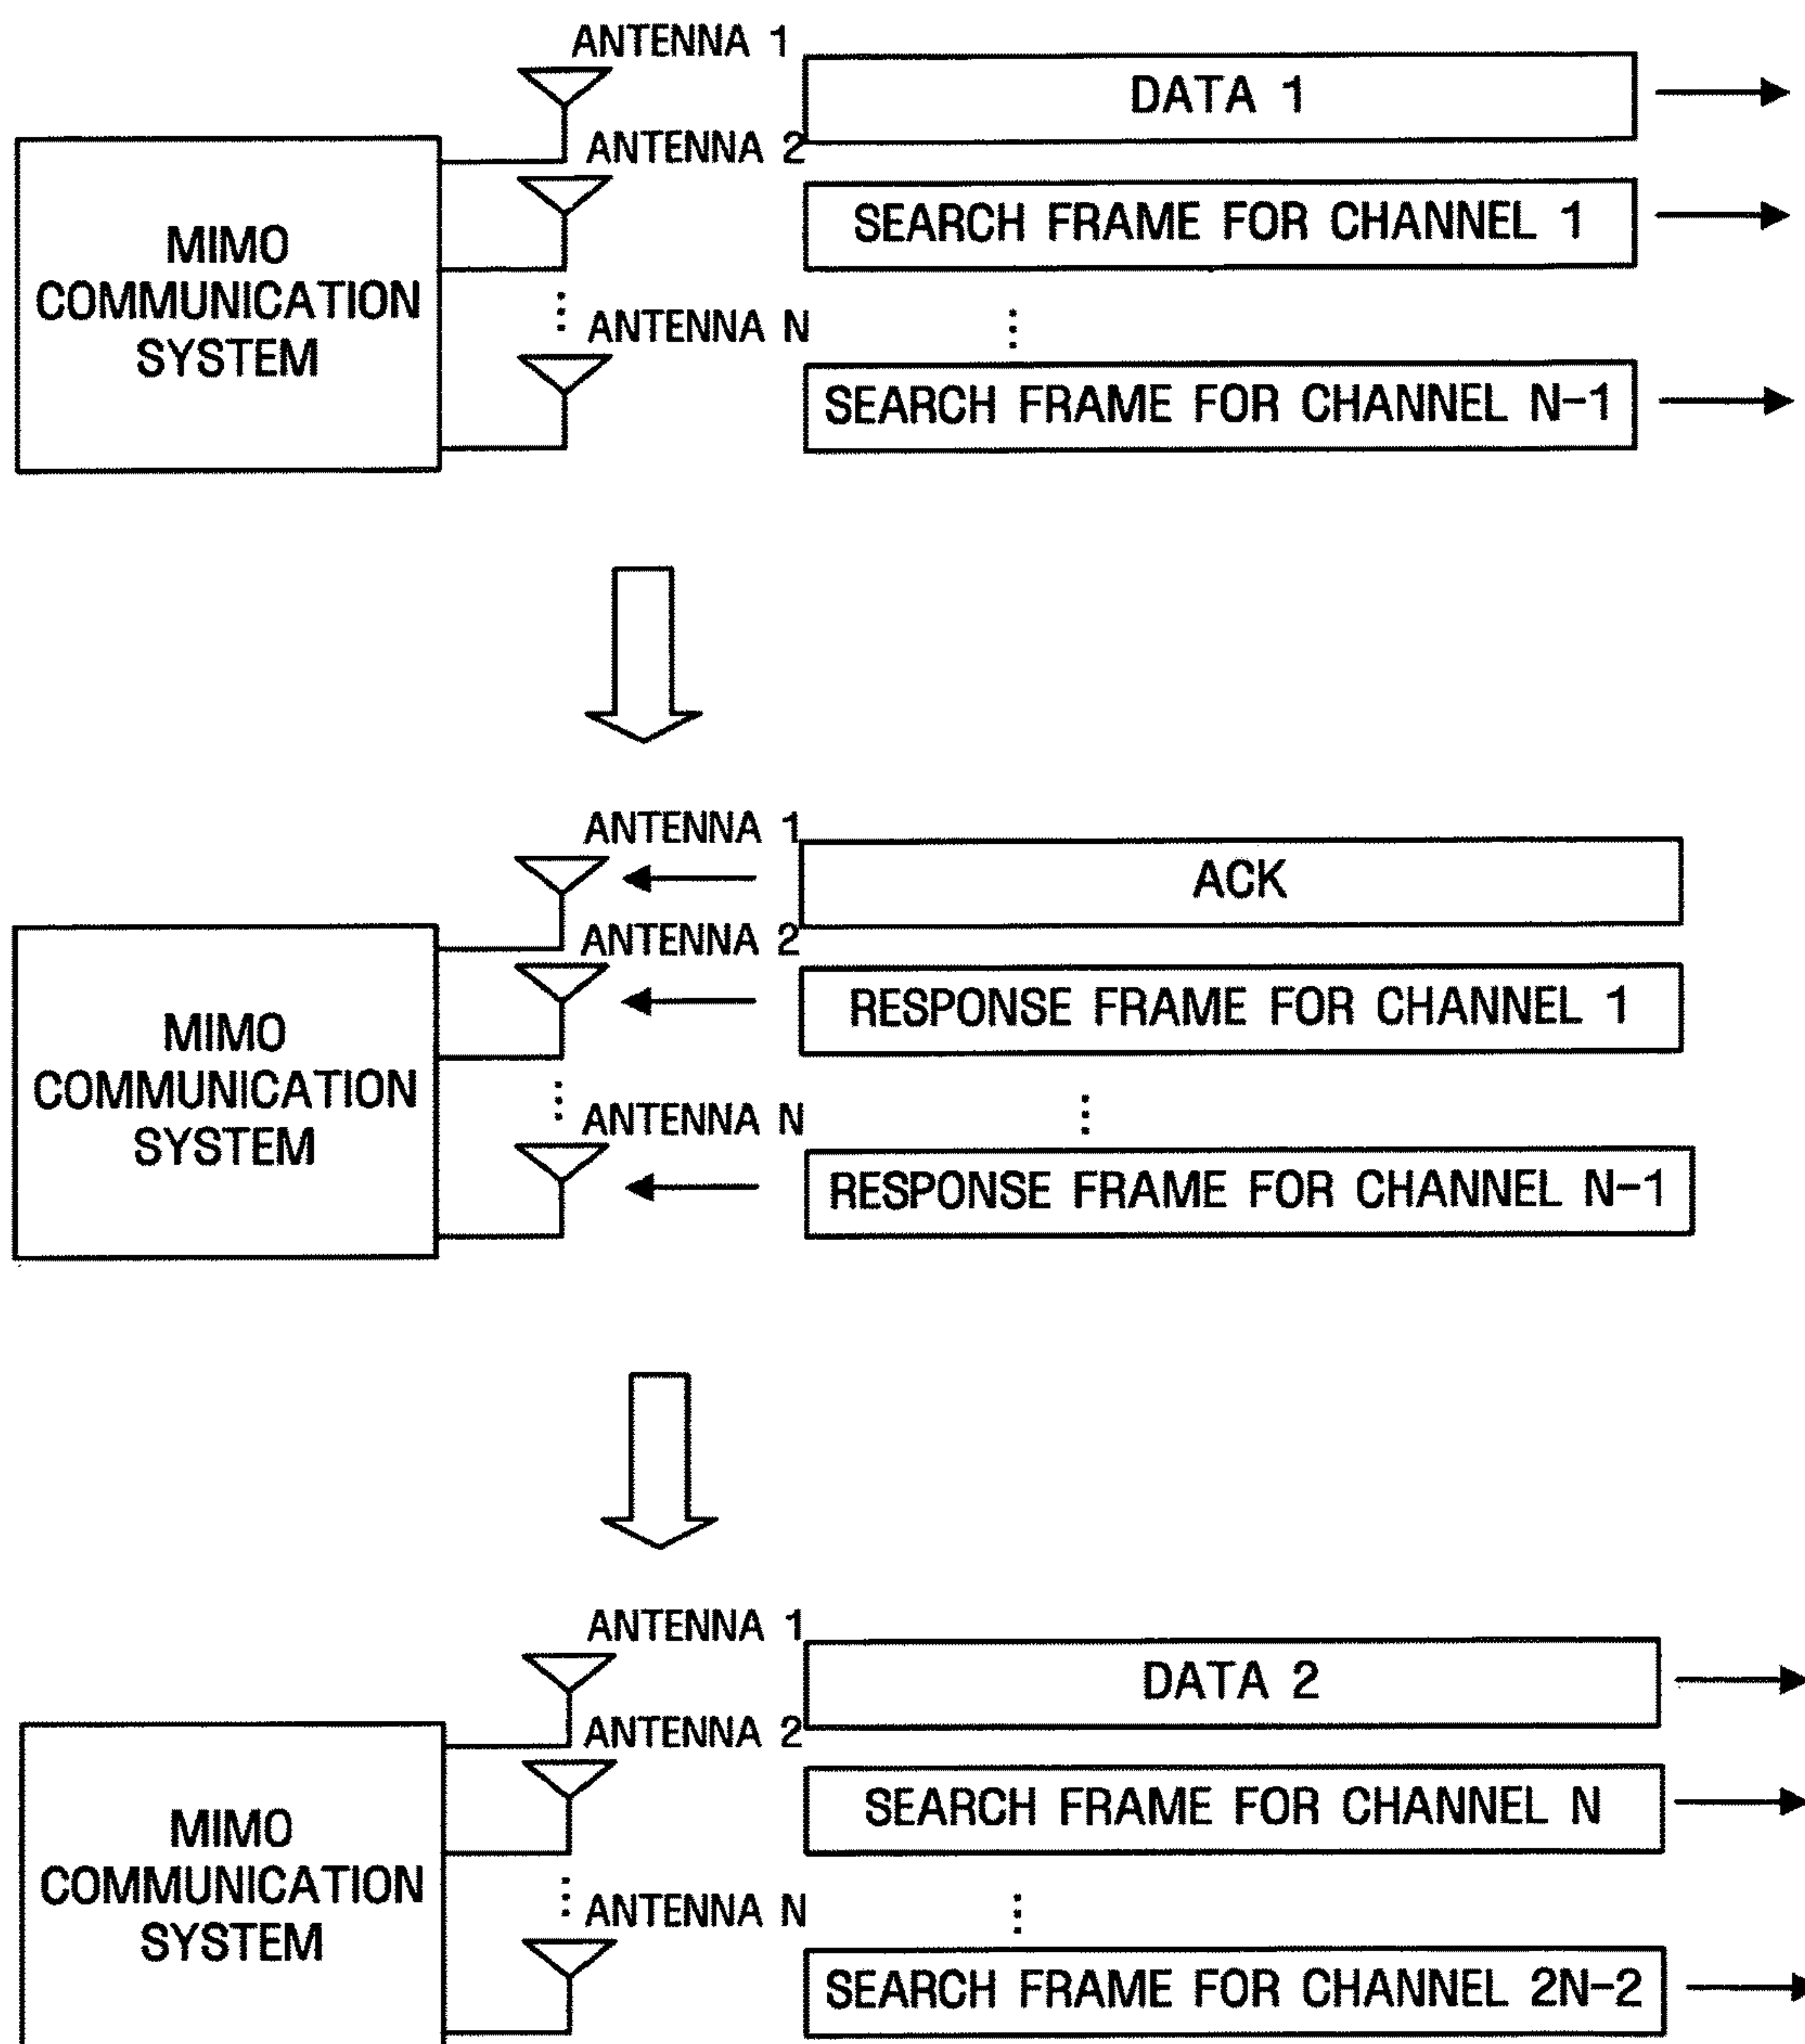 ANTENNA 1
DATA 1
ANTENNA 2
SEARCH FRAME FOR CHANNEL 1
MIMO
COMMUNICATION
SYSTEM
ANTENNA N
SEARCH FRAME FOR CHANNEL N-1
ANTENNA 1
ACK
ANTENNA 2
RESPONSE FRAME FOR CHANNEL 1
MIMO
COMMUNICATION
SYSTEM
ANTENNA N
RESPONSE FRAME FOR CHANNEL N-1
ANTENNA 1
DATA 2
ANTENNA 2
SEARCH FRAME FOR CHANNEL N
MIMO
COMMUNICATION
SYSTEM
ANTENNA N
SEARCH FRAME FOR CHANNEL 2N-2